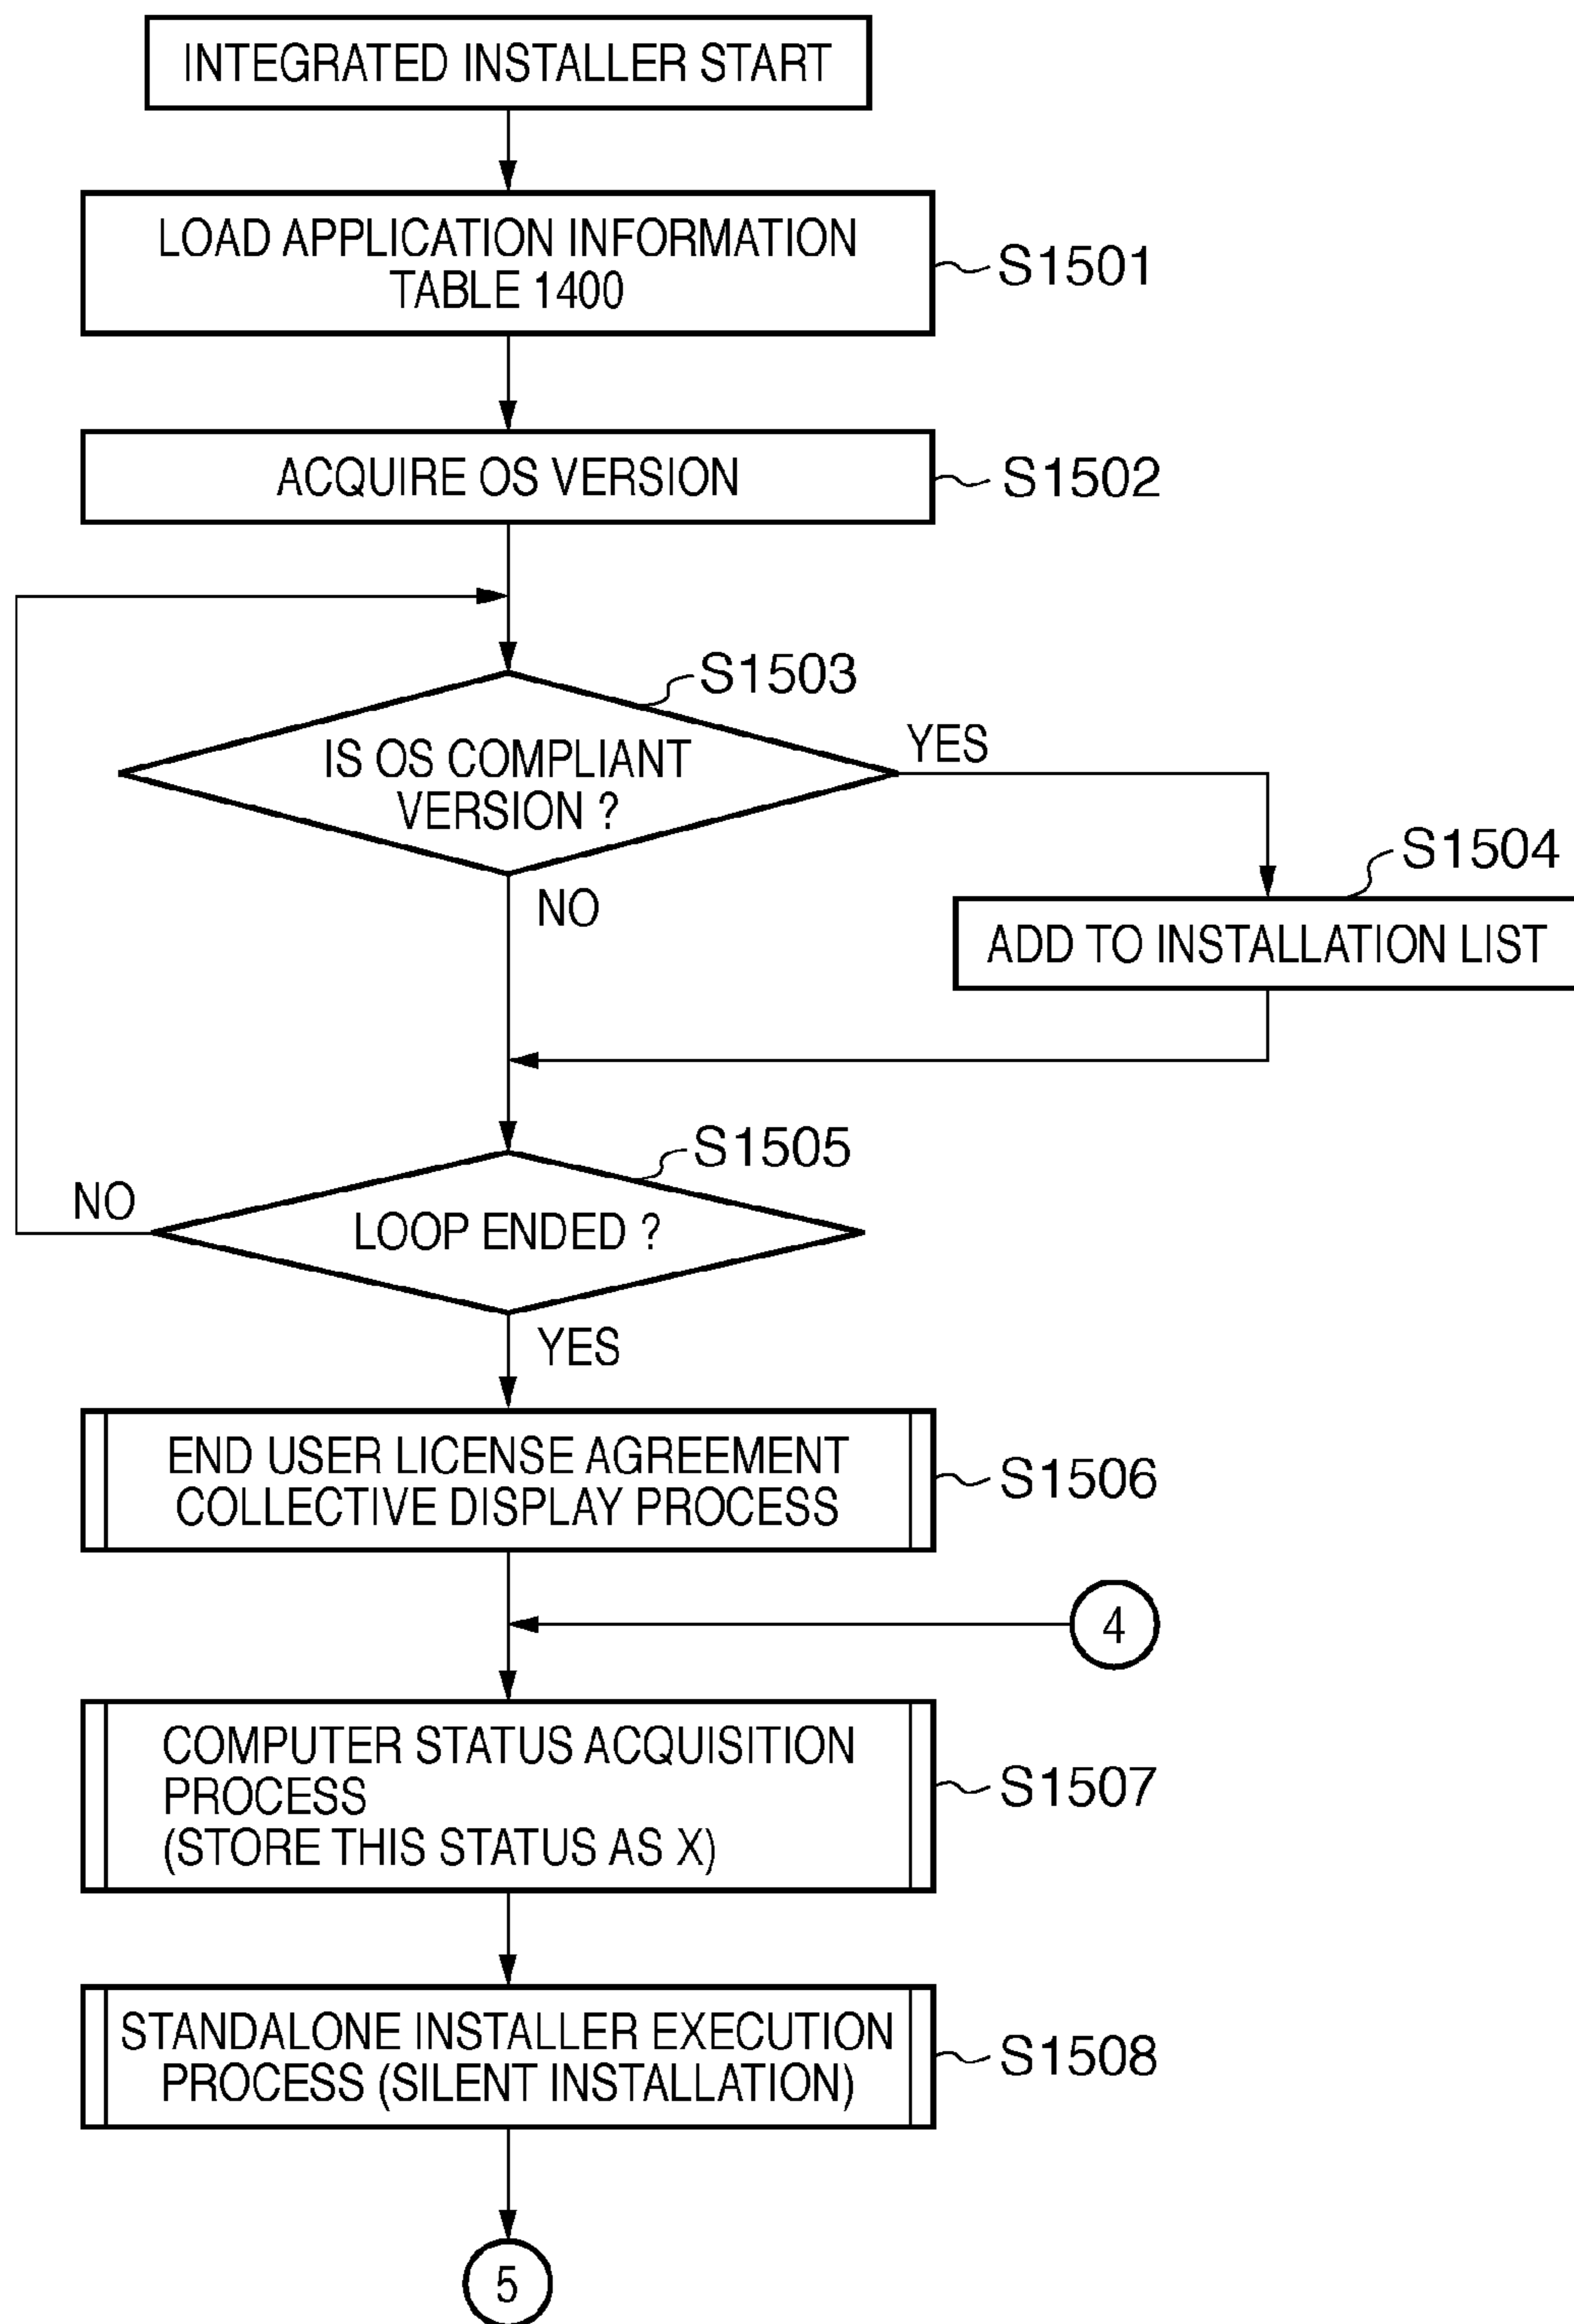 INTEGRATED INSTALLER START
LOAD APPLICATION INFORMATION
TABLE 1400
S1501
ACQUIRE OS VERSION
S1502
S1503
IS OS COMPLIANT
VERSION ?
YES
NO
S1504
ADD TO INSTALLATION LIST
S1505
LOOP ENDED ?
NO
YES
END USER LICENSE AGREEMENT
COLLECTIVE DISPLAY PROCESS
S1506
4
COMPUTER STATUS ACQUISITION
PROCESS
(STORE THIS STATUS AS X)
S1507
STANDALONE INSTALLER EXECUTION
PROCESS (SILENT INSTALLATION)
S1508
5